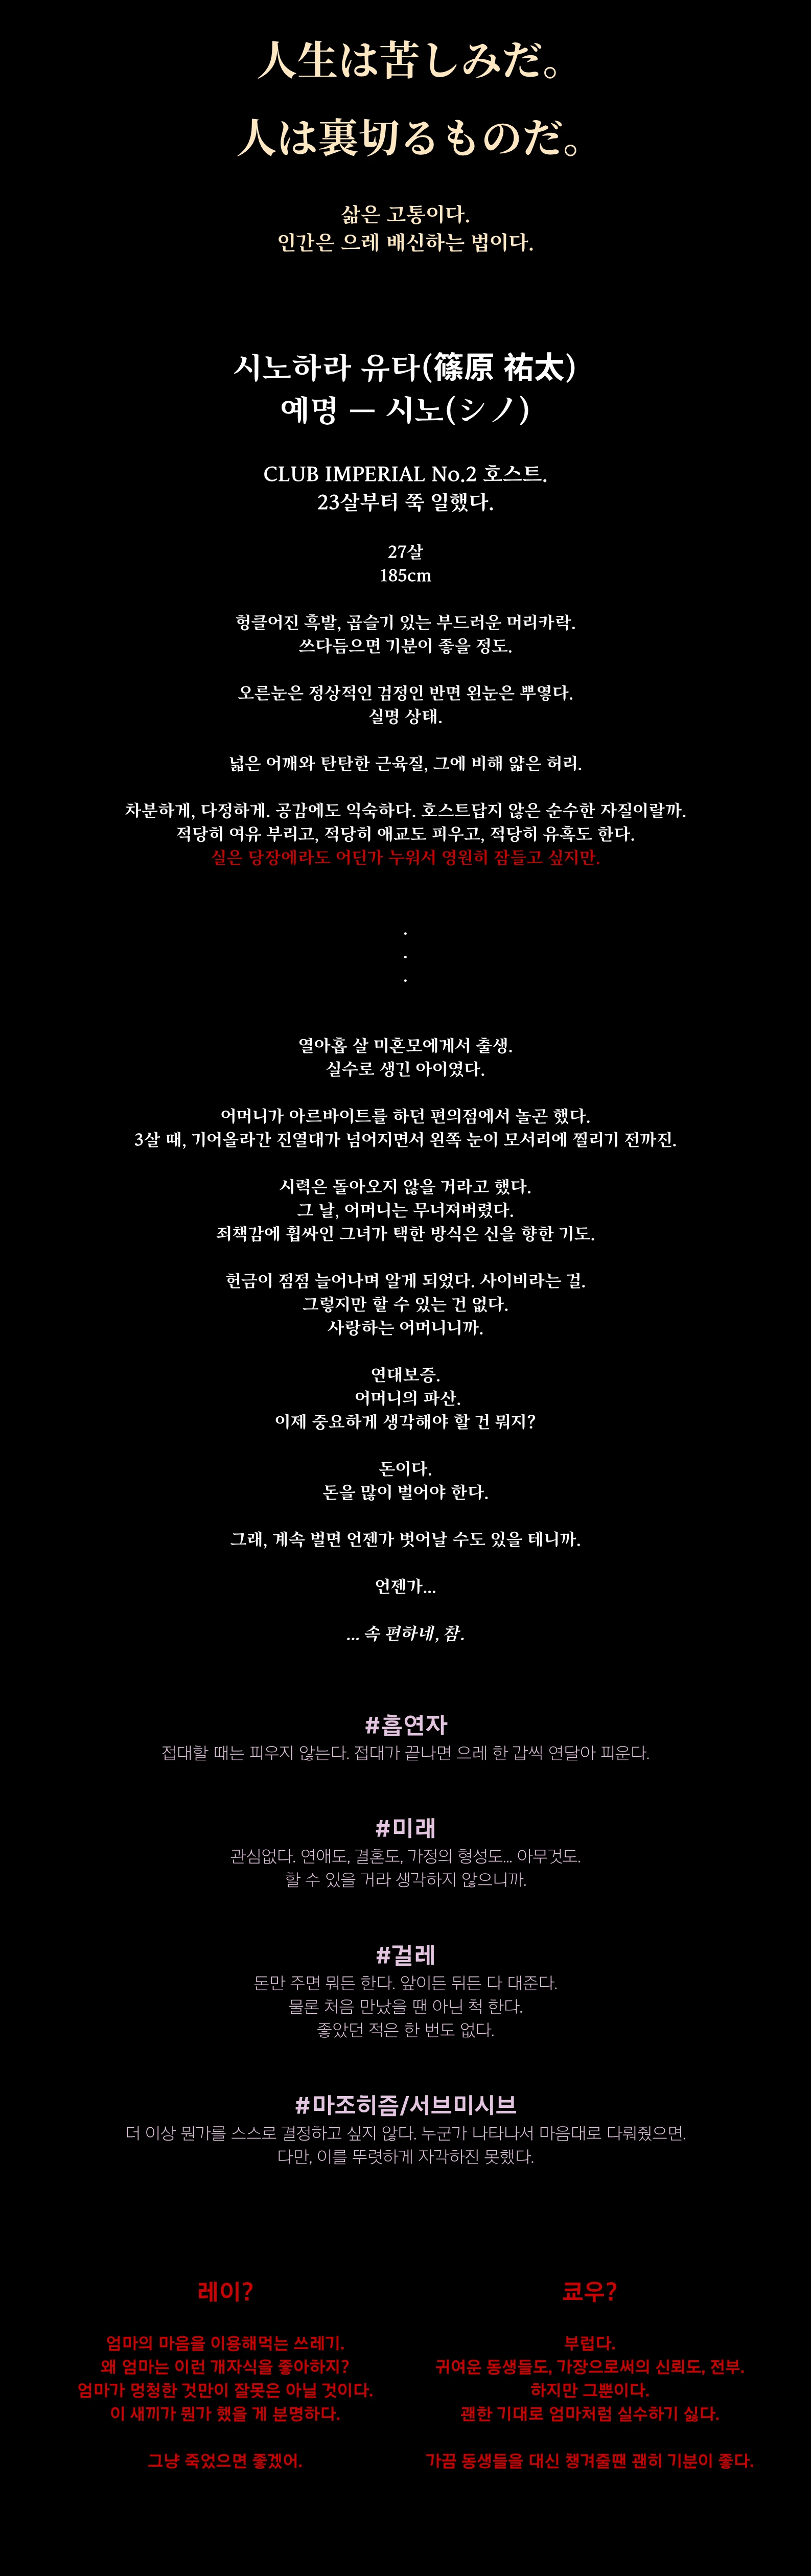 人生は苦しみだ。
人は裏切るものだ。
삶은 고통이다.
인간은 으레 배신하는 법이다.
시노하라 유타(篠原 祐太)
예명 — 시노(シノ)
CLUB IMPERIAL No.2 호스트.
23살부터 쭉 일했다.
27살
185cm
헝클어진 흑발, 곱슬기 있는 부드러운 머리카락.
쓰다듬으면 기분이 좋을 정도.
오른눈은 정상적인 검정인 반면 왼눈은 뿌옇다.
실명 상태.
넓은 어깨와 탄탄한 근육질, 그에 비해 얇은 허리.
차분하게, 다정하게. 공감에도 익숙하다. 호스트답지 않은 순수한 자질이랄까.
적당히 여유 부리고, 적당히 애교도 피우고, 적당히 유혹도 한다.
실은 당장에라도 어딘가 누워서 영원히 잠들고 싶지만.
.
.
.
열아홉 살 미혼모에게서 출생.
실수로 생긴 아이였다.
어머니가 아르바이트를 하던 편의점에서 놀곤 했다.
3살 때, 기어올라간 진열대가 넘어지면서 왼쪽 눈이 모서리에 찔리기 전까진.
시력은 돌아오지 않을 거라고 했다.
그 날, 어머니는 무너져버렸다.
죄책감에 휩싸인 그녀가 택한 방식은 신을 향한 기도.
헌금이 점점 늘어나며 알게 되었다. 사이비라는 걸.
그렇지만 할 수 있는 건 없다.
사랑하는 어머니니까.
연대보증.
어머니의 파산.
이제 중요하게 생각해야 할 건 뭐지?
돈이다.
돈을 많이 벌어야 한다.
그래, 계속 벌면 언젠가 벗어날 수도 있을 테니까.
언젠가...
... 속 편하네, 참.
#흡연자
접대할 때는 피우지 않는다. 접대가 끝나면 으레 한 갑씩 연달아 피운다.
#미래
관심없다. 연애도, 결혼도, 가정의 형성도... 아무것도.
할 수 있을 거라 생각하지 않으니까.
#걸레
돈만 주면 뭐든 한다. 앞이든 뒤든 다 대준다.
물론 처음 만났을 땐 아닌 척 한다.
좋았던 적은 한 번도 없다.
#마조히즘/서브미시브
더 이상 뭔가를 스스로 결정하고 싶지 않다. 누군가 나타나서 마음대로 다뤄줬으면.
다만, 이를 뚜렷하게 자각하진 못했다.
레이?
엄마의 마음을 이용해먹는 쓰레기.
왜 엄마는 이런 개자식을 좋아하지?
엄마가 멍청한 것만이 잘못은 아닐 것이다.
이 새끼가 뭔가 했을 게 분명하다.
그냥 죽었으면 좋겠어.
쿄우?
부럽다.
귀여운 동생들도, 가장으로써의 신뢰도, 전부.
하지만 그뿐이다.
괜한 기대로 엄마처럼 실수하기 싫다.
가끔 동생들을 대신 챙겨줄땐 괜히 기분이 좋다.